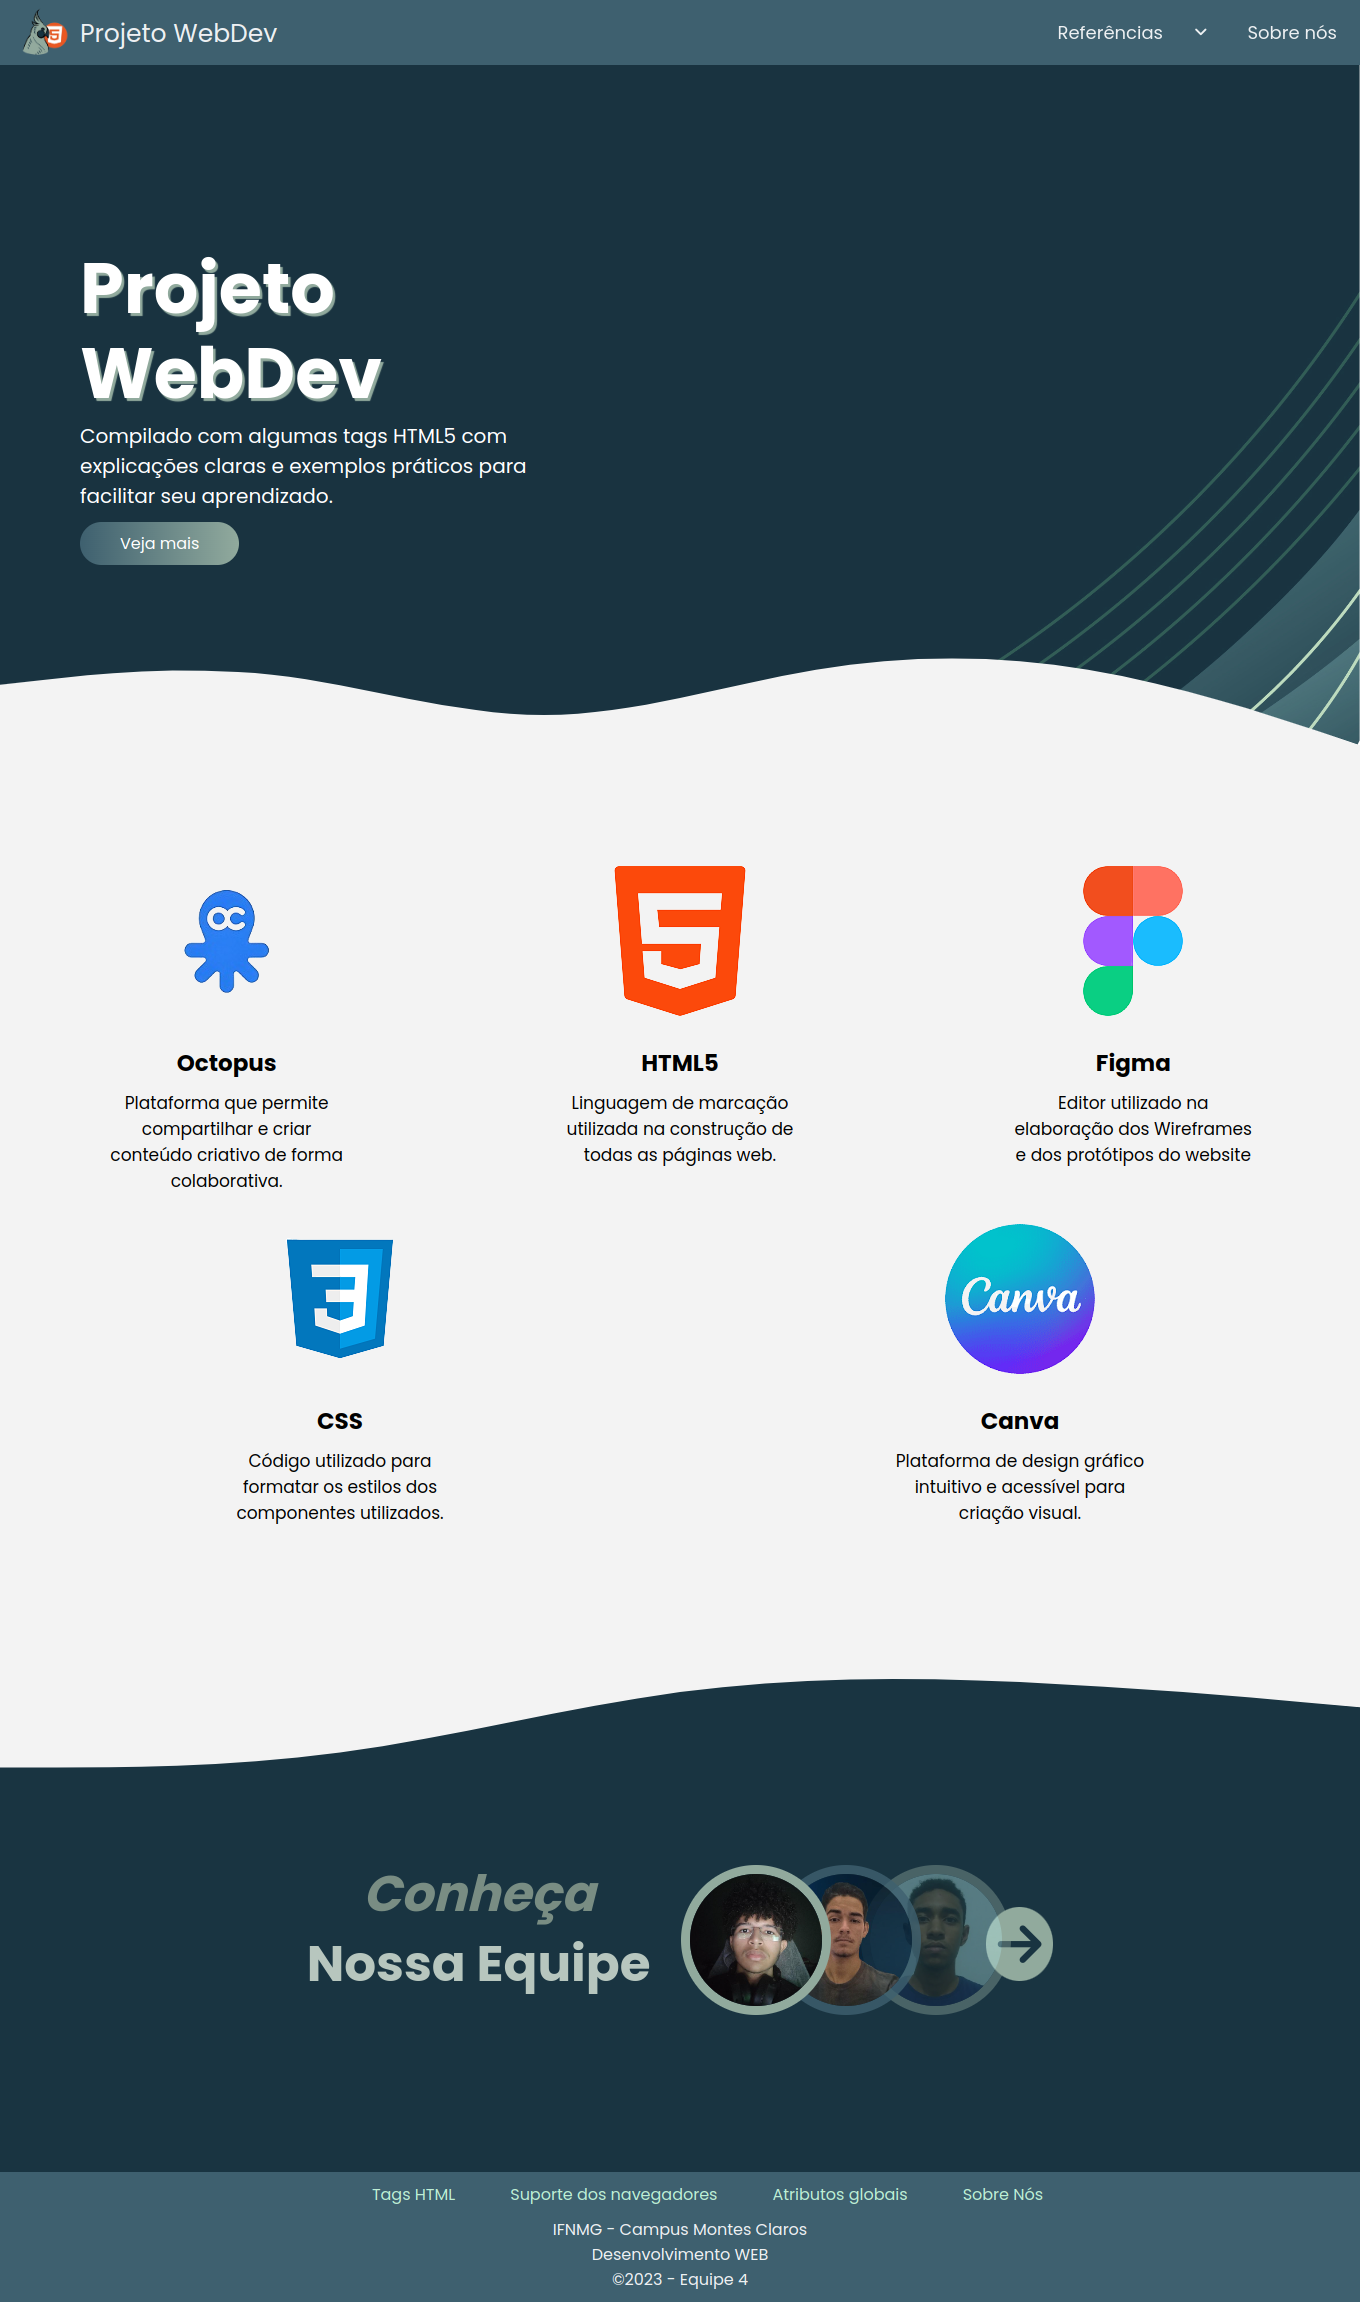 Projeto WebDev
Referências
Sobre nós
Projeto
WebDev
Compilado com algumas tags HTML5 com
explicações claras e exemplos práticos para
facilitar seu aprendizado.
Veja mais
Octopus
Plataforma que permite
compartilhar e criar
conteúdo criativo de forma
colaborativa.
HTML5
Linguagem de marcação
utilizada na construção de
todas as páginas web.
Figma
Editor utilizado na
elaboração dos Wireframes
e dos protótipos do website
CSS
Código utilizado para
formatar os estilos dos
componentes utilizados.
Canva
Canva
Plataforma de design gráfico
intuitivo e acessível para
criação visual.
Conheça
Nossa Equipe
Tags HTML
Suporte dos navegadores
Atributos globais
Sobre Nós
IFNMG - Campus Montes Claros
Desenvolvimento WEB
©2023 - Equipe 4